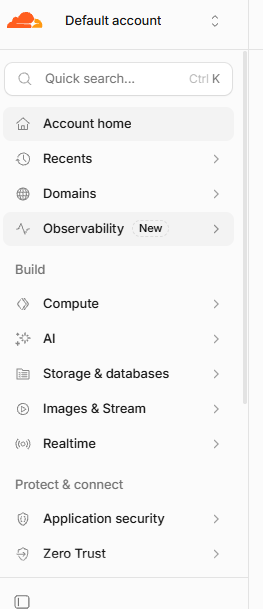 Default account
Quick search... Ctrl K
Account home
Recents
Domains
Observability New
Build
Compute
AI
Storage & databases
Images & Stream
Realtime
Protect & connect
Application security
Zero Trust